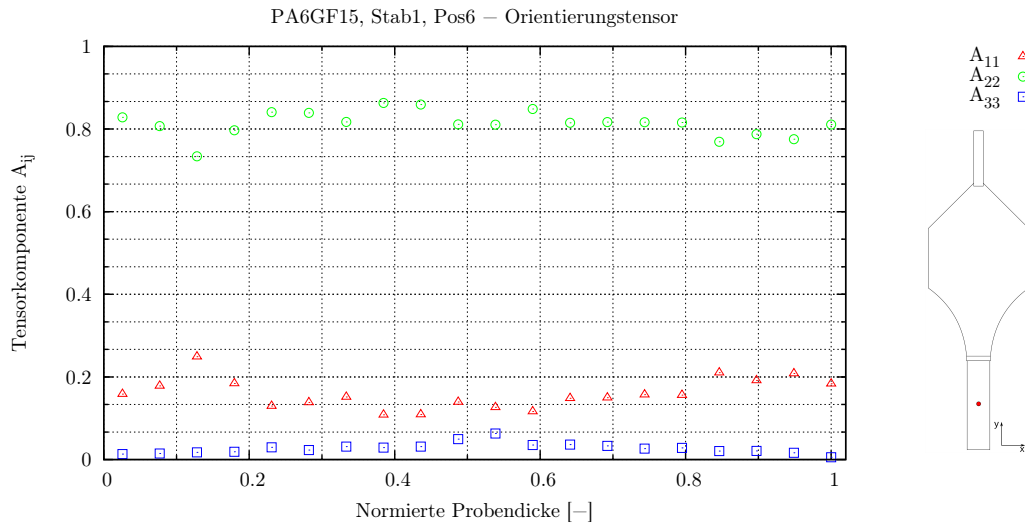 PA6GF15, Stab1, Pos6 – Orientierungstensor
1
0.8
0.6
0.4
0.2
0
0 0.2 0.4 0.6 0.8 1
Tensorkomponente A_ij
Normierte Probendicke [–]
A_11
A_22
A_33
y
x